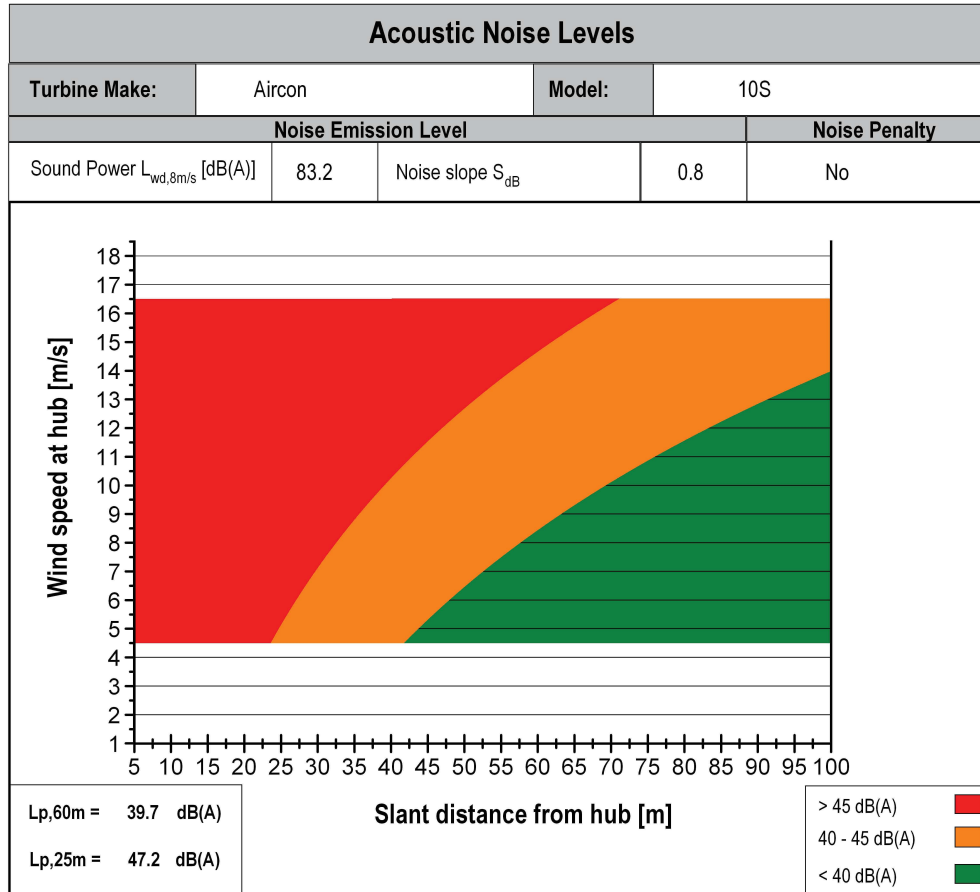 Acoustic Noise Levels
Turbine Make: Aircon Model: 10S
Noise Emission Level Noise Penalty
Sound Power Lwd,8m/s [dB(A)] 83.2 Noise slope SdB 0.8 No
18
17
16
15
14
13
12
11
10
9
8
7
6
5
4
3
2
1
Wind speed at hub [m/s]
5 10 15 20 25 30 35 40 45 50 55 60 65 70 75 80 85 90 95 100
Slant distance from hub [m]
Lp,60m = 39.7 dB(A)
Lp,25m = 47.2 dB(A)
> 45 dB(A)
40 - 45 dB(A)
< 40 dB(A)